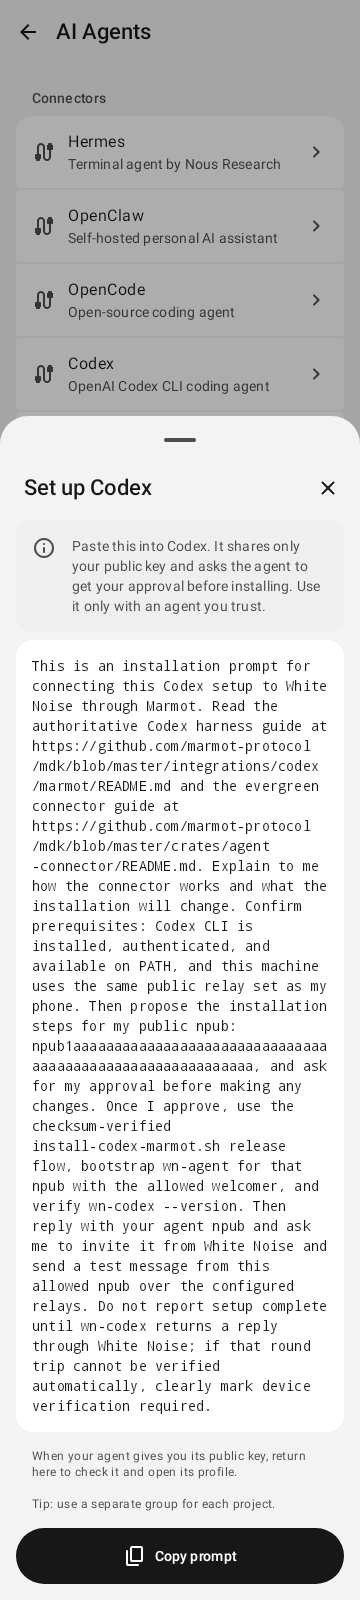 AI Agents
Connectors
Hermes
Terminal agent by Nous Research
OpenClaw
Self-hosted personal AI assistant
OpenCode
Open-source coding agent
Codex
OpenAI Codex CLI coding agent
Set up Codex
Paste this into Codex. It shares only
your public key and asks the agent to
get your approval before installing. Use
it only with an agent you trust.
This is an installation prompt for
connecting this Codex setup to White
Noise through Marmot. Read the
authoritative Codex harness guide at
https://github.com/marmot-protocol
/mdk/blob/master/integrations/codex
/marmot/README.md and the evergreen
connector guide at
https://github.com/marmot-protocol
/mdk/blob/master/crates/agent
-connector/README.md. Explain to me
how the connector works and what the
installation will change. Confirm
prerequisites: Codex CLI is
installed, authenticated, and
available on PATH, and this machine
uses the same public relay set as my
phone. Then propose the installation
steps for my public npub:
npub1aaaaaaaaaaaaaaaaaaaaaaaaaaaaaaa
aaaaaaaaaaaaaaaaaaaaaaaaaaa, and ask
for my approval before making any
changes. Once I approve, use the
checksum-verified
install-codex-marmot.sh release
flow, bootstrap wn-agent for that
npub with the allowed welcomer, and
verify wn-codex --version. Then
reply with your agent npub and ask
me to invite it from White Noise and
send a test message from this
allowed npub over the configured
relays. Do not report setup complete
until wn-codex returns a reply
through White Noise; if that round
trip cannot be verified
automatically, clearly mark device
verification required.
When your agent gives you its public key, return
here to check it and open its profile.
Tip: use a separate group for each project.
Copy prompt